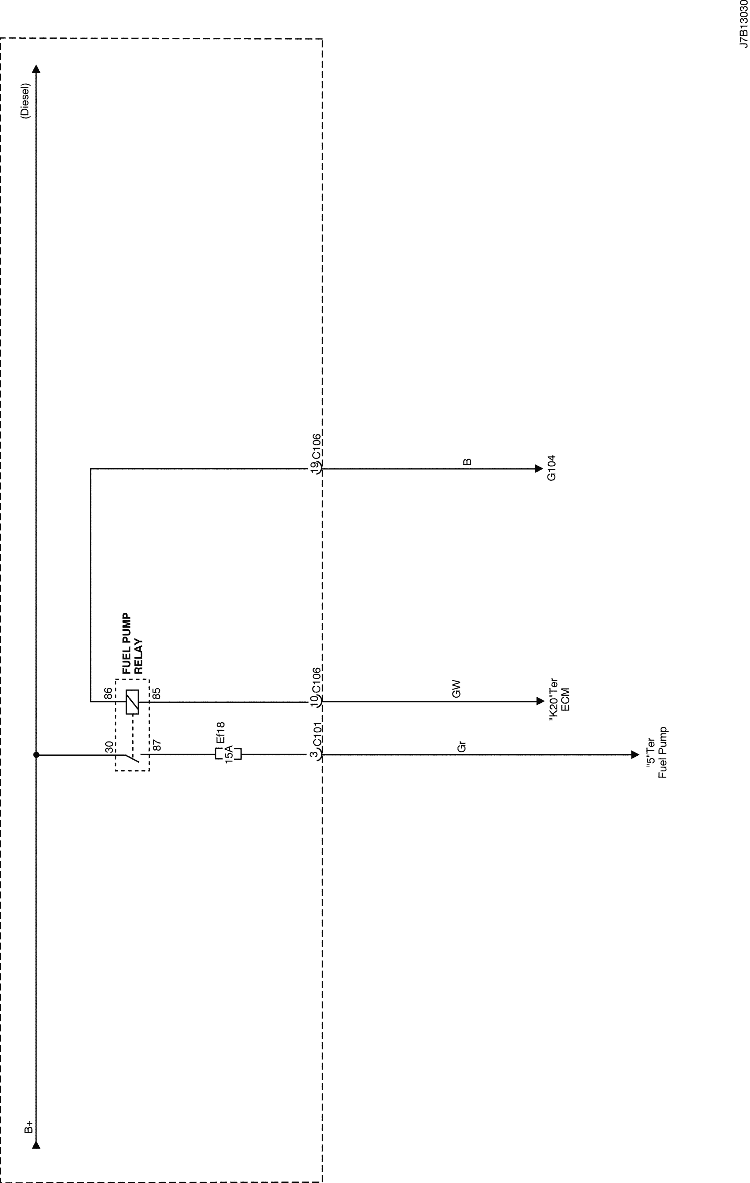 B+
(Diesel)
FUEL PUMP
RELAY
30
86
87
85
Ef18
15A
3 C101
10 C106
19 C106
Gr
GW
B
"K20"Ter
ECM
G104
"5"Ter
Fuel Pump
J7B13030